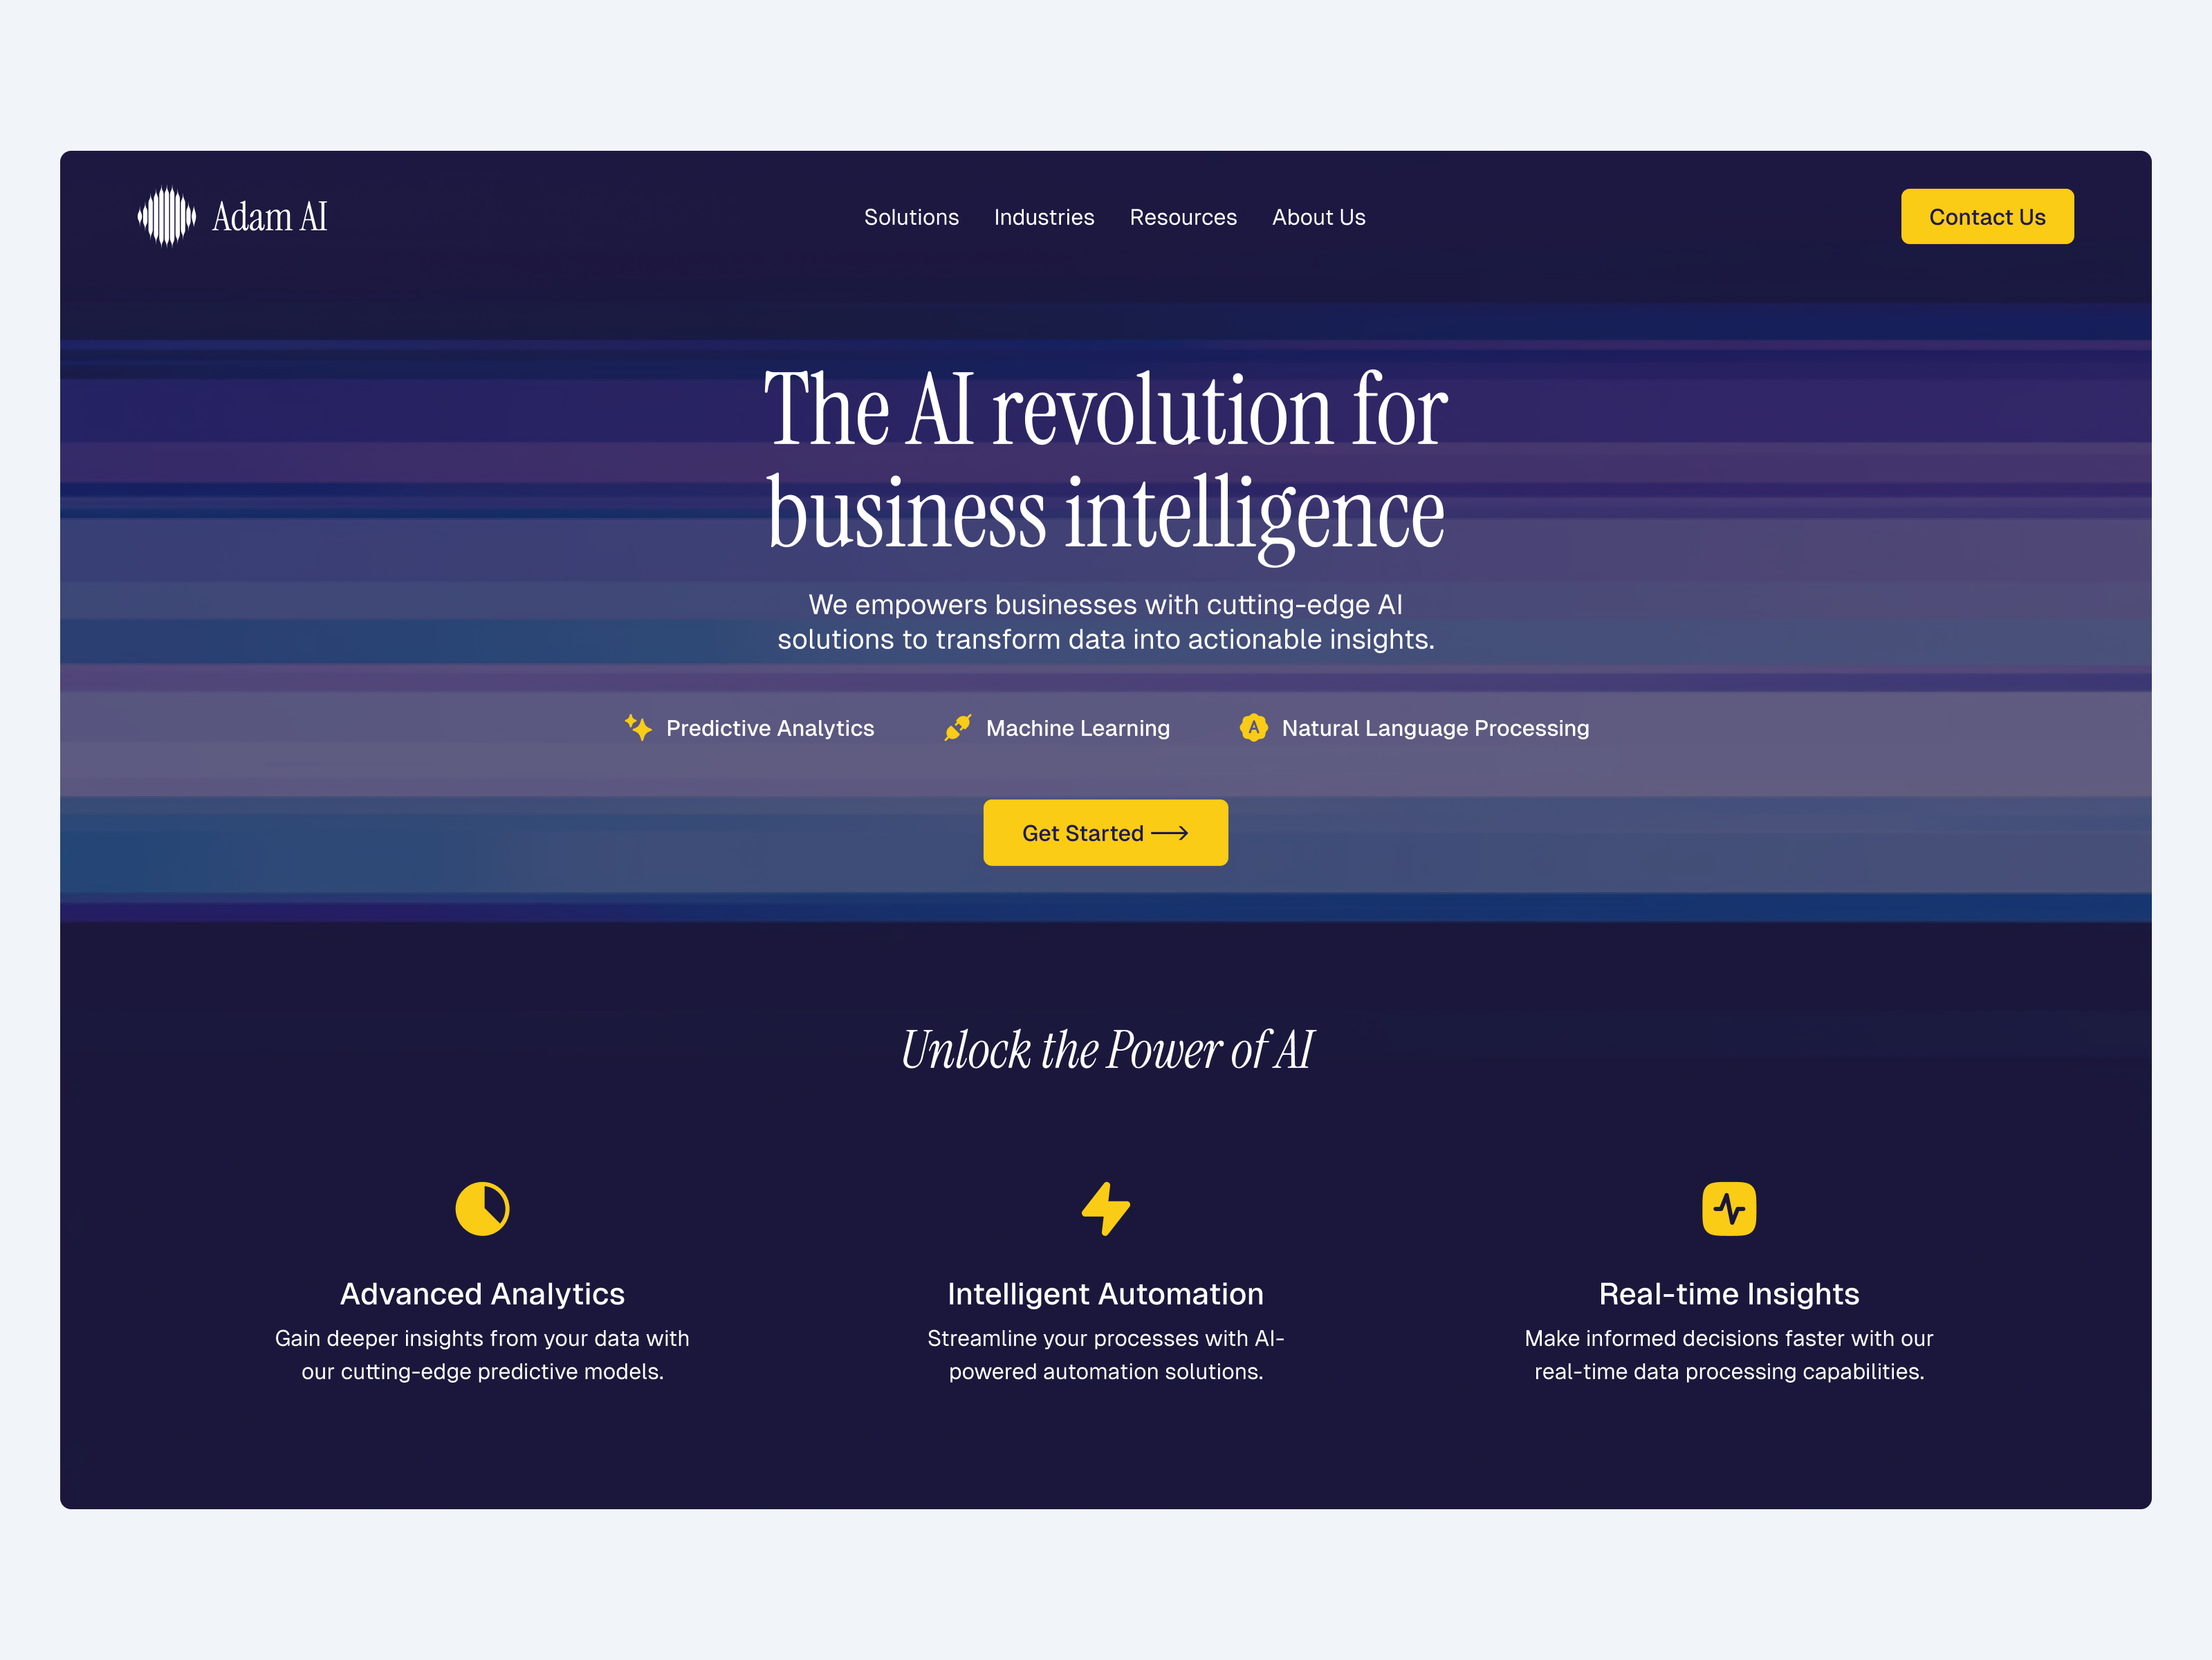 Adam AI
Solutions Industries Resources About Us
Contact Us
The AI revolution for
business intelligence
We empowers businesses with cutting-edge AI
solutions to transform data into actionable insights.
Predictive Analytics
Machine Learning
A
Natural Language Processing
Get Started
Unlock the Power of AI
Advanced Analytics
Gain deeper insights from your data with
our cutting-edge predictive models.
Intelligent Automation
Streamline your processes with AI-
powered automation solutions.
Real-time Insights
Make informed decisions faster with our
real-time data processing capabilities.